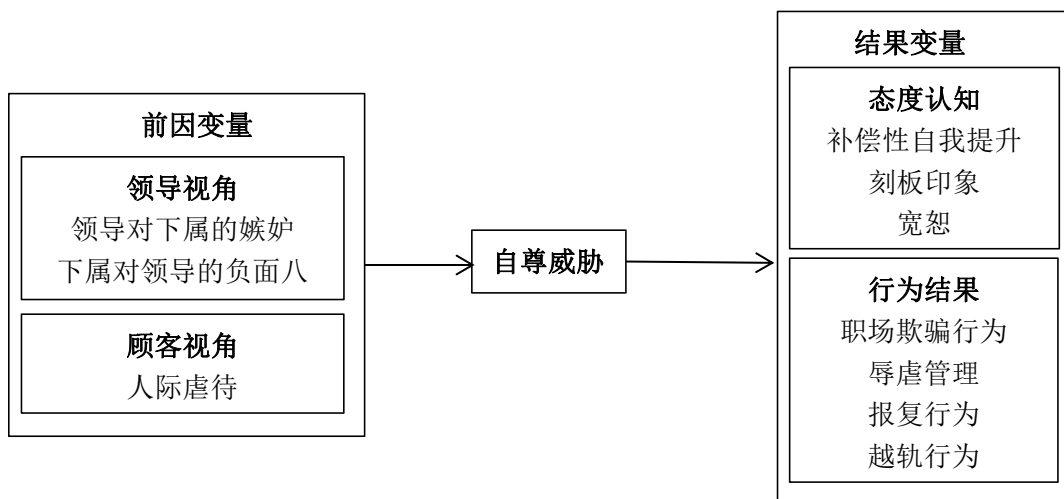 前因变量
领导视角
领导对下属的嫉妒
下属对领导的负面八
顾客视角
人际虐待
自尊威胁
结果变量
态度认知
补偿性自我提升
刻板印象
宽恕
行为结果
职场欺骗行为
辱虐管理
报复行为
越轨行为